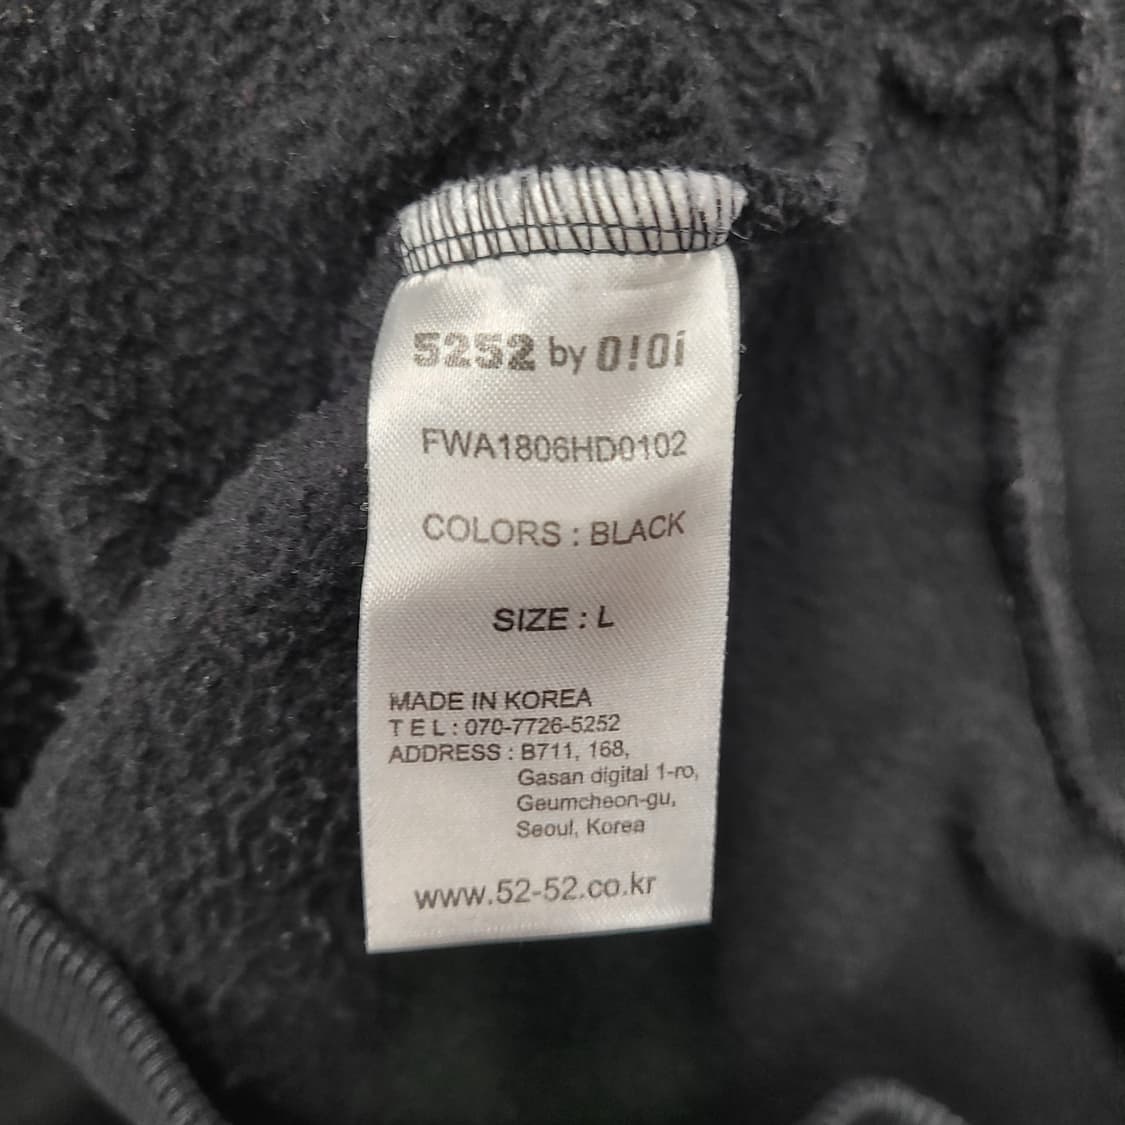 5252 by O!Oi
FWA1806HD0102
COLORS : BLACK
SIZE : L
MADE IN KOREA
T E L : 070-7726-5252
ADDRESS : B711, 168,
Gasan digital 1-ro,
Geumcheon-gu,
Seoul, Korea
www.52-52.co.kr